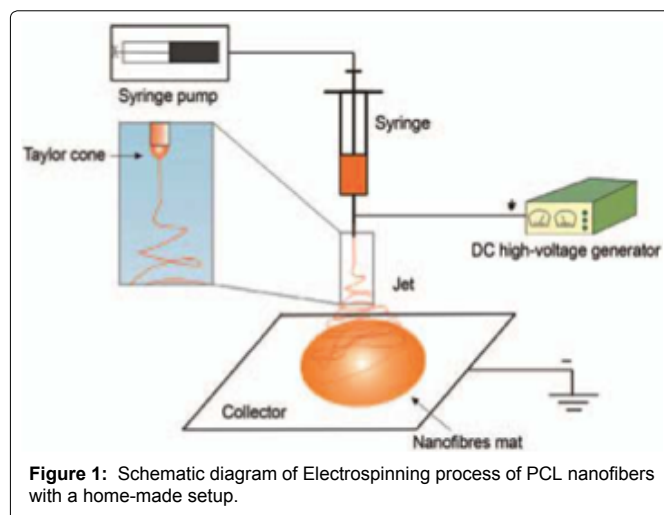 Syringe pump
Syringe
Taylor cone
DC high-voltage generator
Jet
Collector
Nanofibres mat
Figure 1: Schematic diagram of Electrospinning process of PCL nanofibers
with a home-made setup.